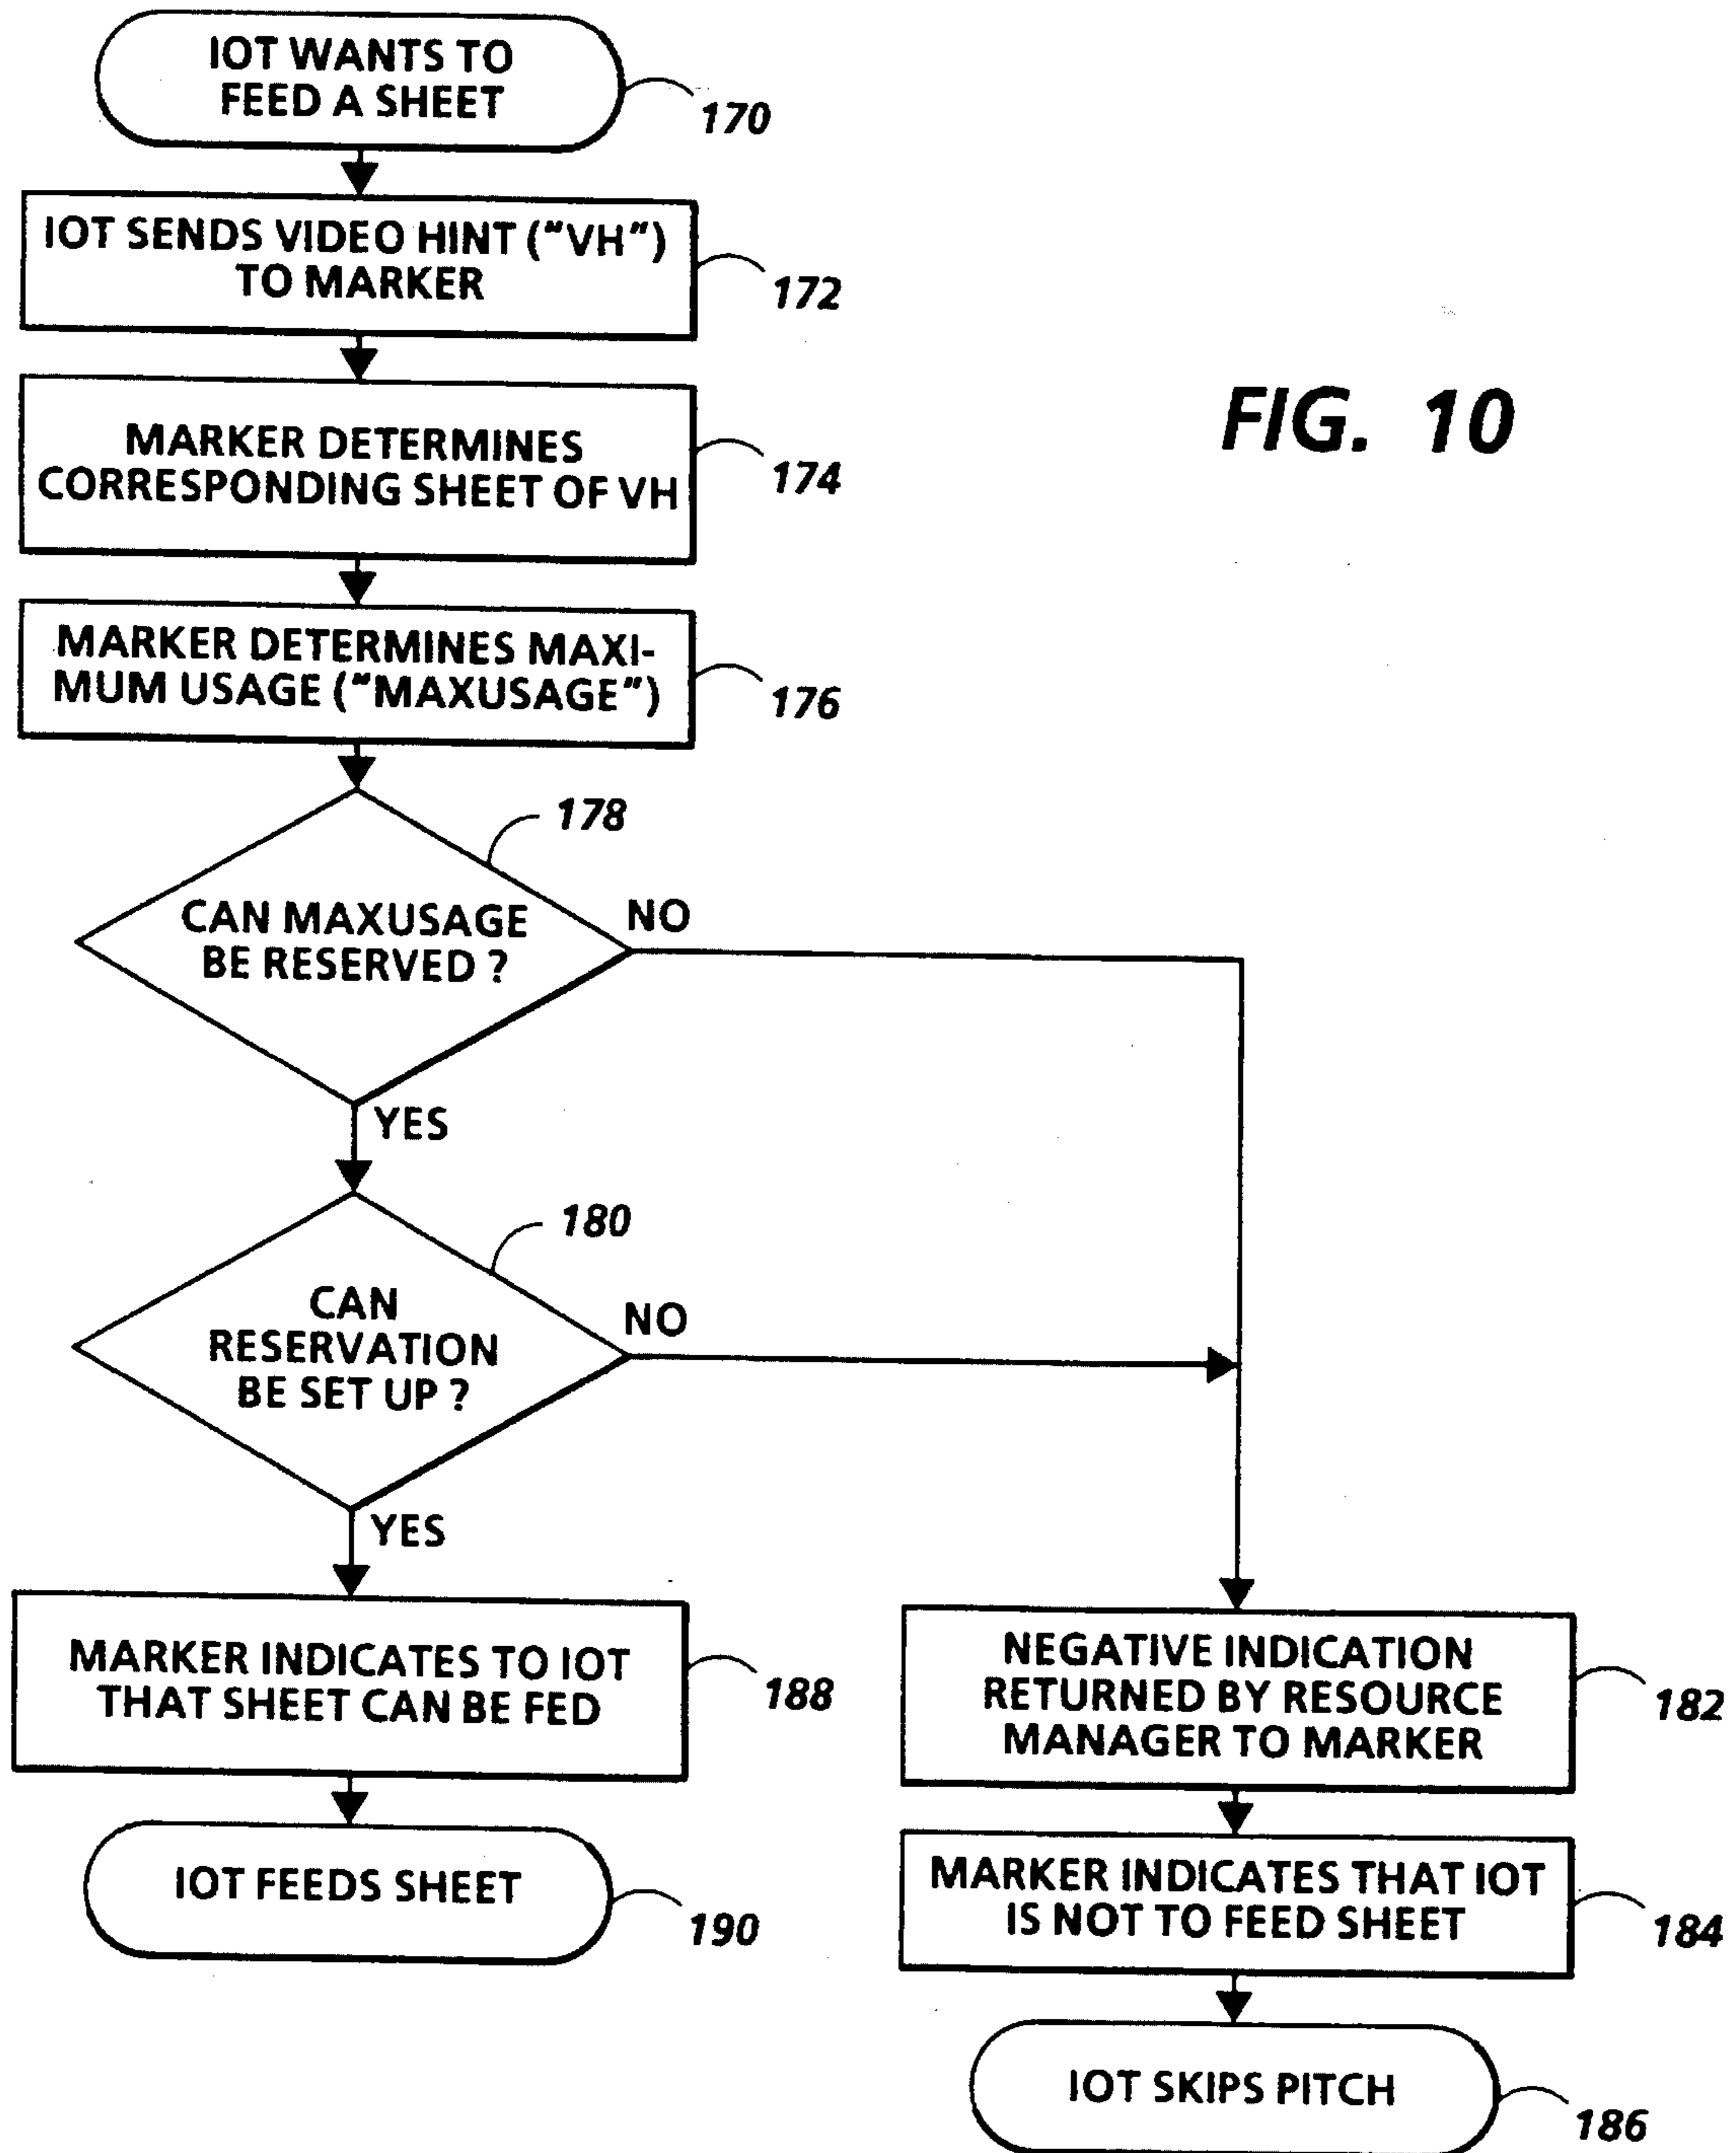 IOT WANTS TO
FEED A SHEET
170
IOT SENDS VIDEO HINT ("VH")
TO MARKER
172
FIG. 10
MARKER DETERMINES
CORRESPONDING SHEET OF VH
174
MARKER DETERMINES MAXI-
MUM USAGE ("MAXUSAGE")
176
178
CAN MAXUSAGE
BE RESERVED ?
NO
YES
180
CAN
RESERVATION
BE SET UP ?
NO
YES
MARKER INDICATES TO IOT
THAT SHEET CAN BE FED
188
IOT FEEDS SHEET
190
NEGATIVE INDICATION
RETURNED BY RESOURCE
MANAGER TO MARKER
182
MARKER INDICATES THAT IOT
IS NOT TO FEED SHEET
184
IOT SKIPS PITCH
186